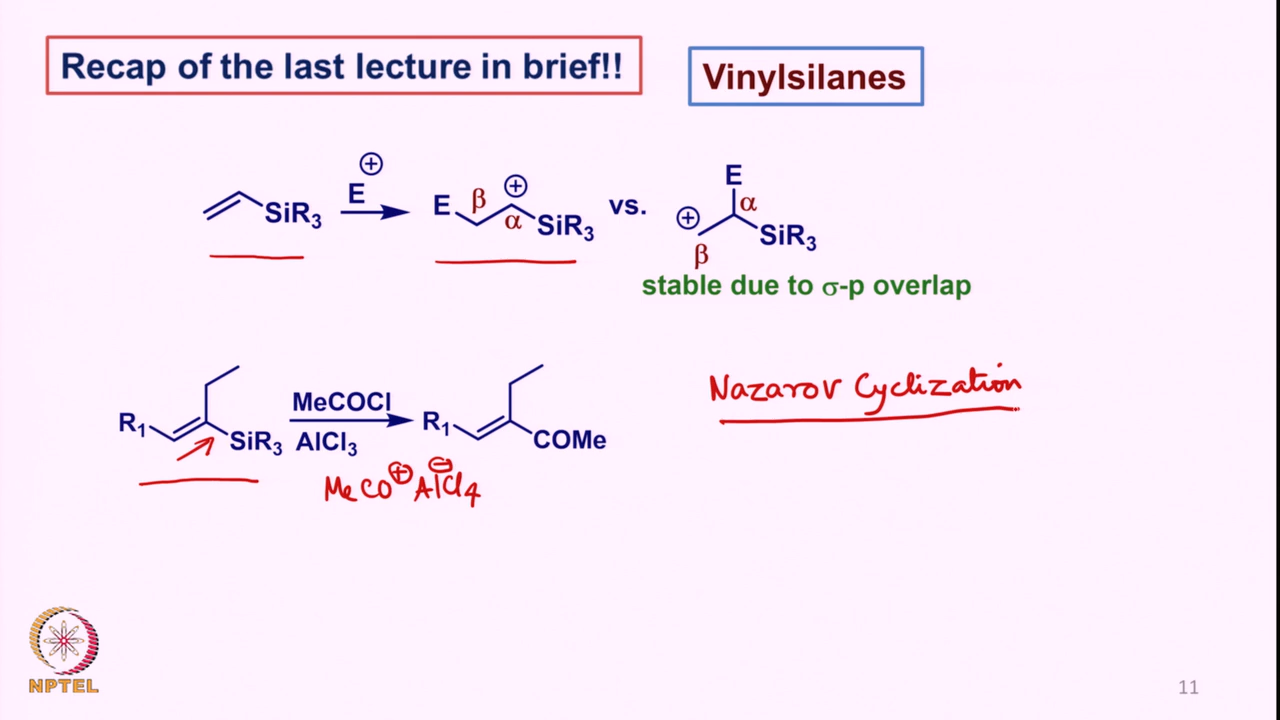 Recap of the last lecture in brief!!
Vinylsilanes
SiR3
E ⊕
E β α ⊕ SiR3
vs.
E α ⊕ β SiR3
stable due to σ-p overlap
R1 SiR3
MeCOCl
AlCl3
R1 COMe
MeCO⊕ AlCl4⊖
Nazarov Cyclization
NPTEL
11